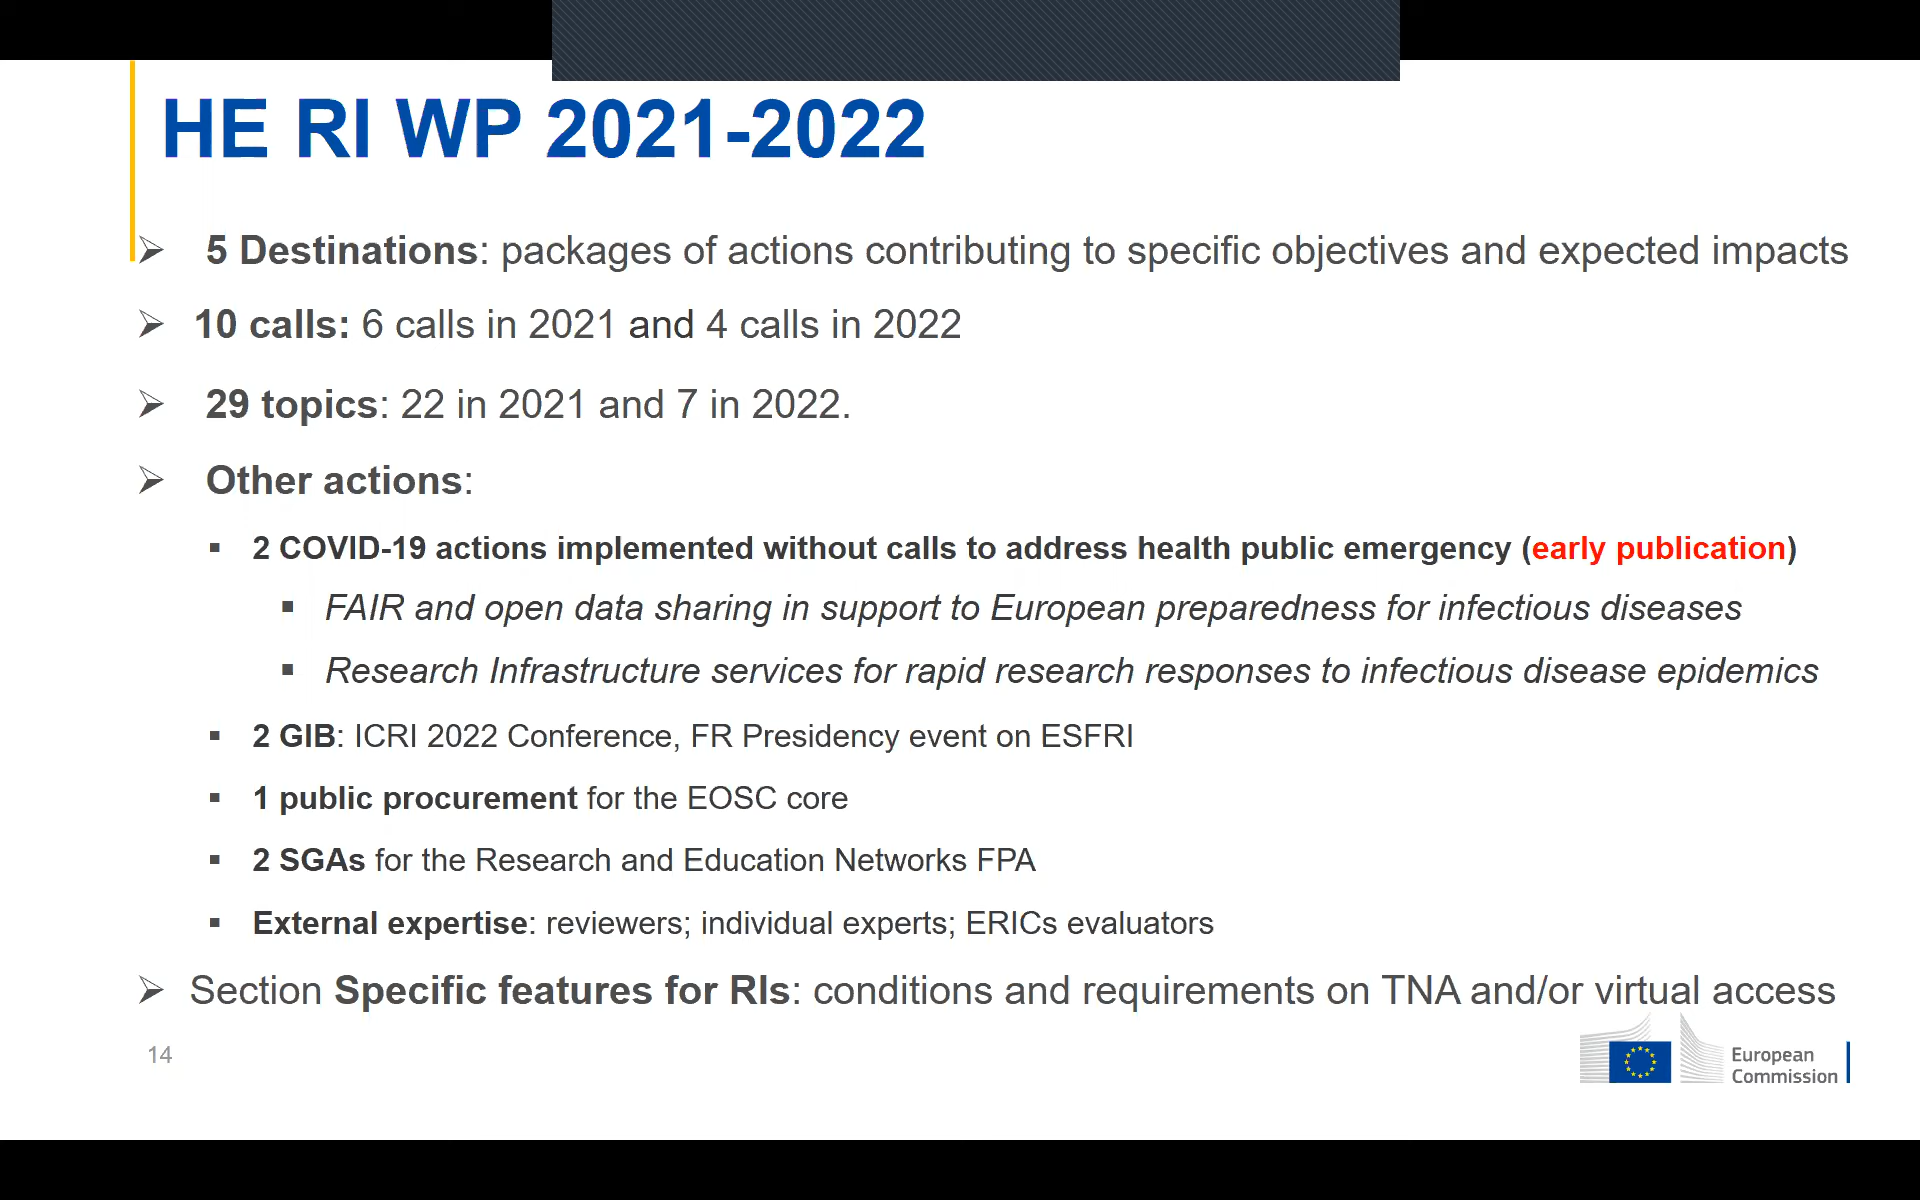 HE RI WP 2021-2022
➢ 5 Destinations: packages of actions contributing to specific objectives and expected impacts
➢ 10 calls: 6 calls in 2021 and 4 calls in 2022
➢ 29 topics: 22 in 2021 and 7 in 2022.
➢ Other actions:
▪ 2 COVID-19 actions implemented without calls to address health public emergency (early publication)
▪ FAIR and open data sharing in support to European preparedness for infectious diseases
▪ Research Infrastructure services for rapid research responses to infectious disease epidemics
▪ 2 GIB: ICRI 2022 Conference, FR Presidency event on ESFRI
▪ 1 public procurement for the EOSC core
▪ 2 SGAs for the Research and Education Networks FPA
▪ External expertise: reviewers; individual experts; ERICs evaluators
➢ Section Specific features for RIs: conditions and requirements on TNA and/or virtual access
14
European
Commission